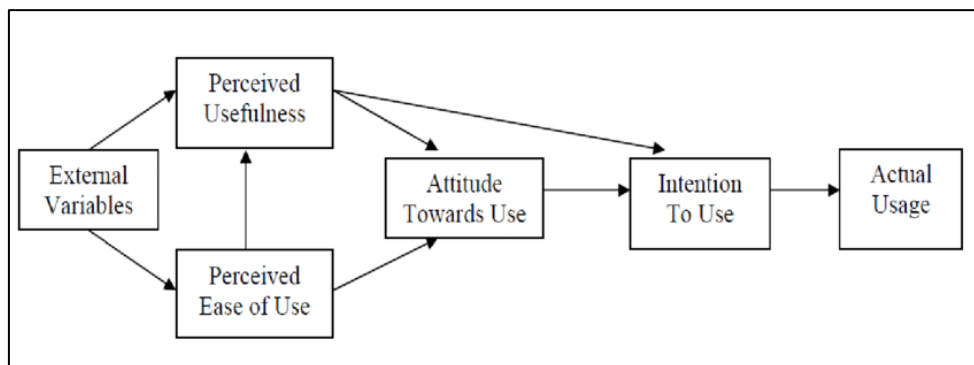 Perceived
Usefulness
External
Variables
Perceived
Ease of Use
Attitude
Towards Use
Intention
To Use
Actual
Usage